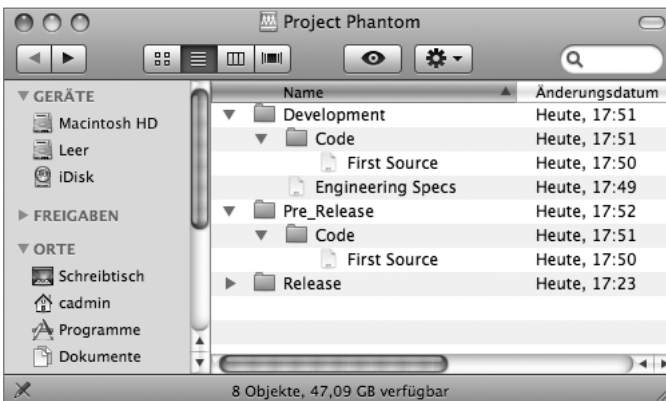 Project Phantom
GERÄTE
Macintosh HD
Leer
iDisk
FREIGABEN
ORTE
Schreibtisch
cadmin
Programme
Dokumente
Name Änderungsdatum
Development Heute, 17:51
Code Heute, 17:51
First Source Heute, 17:50
Engineering Specs Heute, 17:49
Pre_Release Heute, 17:52
Code Heute, 17:51
First Source Heute, 17:50
Release Heute, 17:23
8 Objekte, 47,09 GB verfügbar